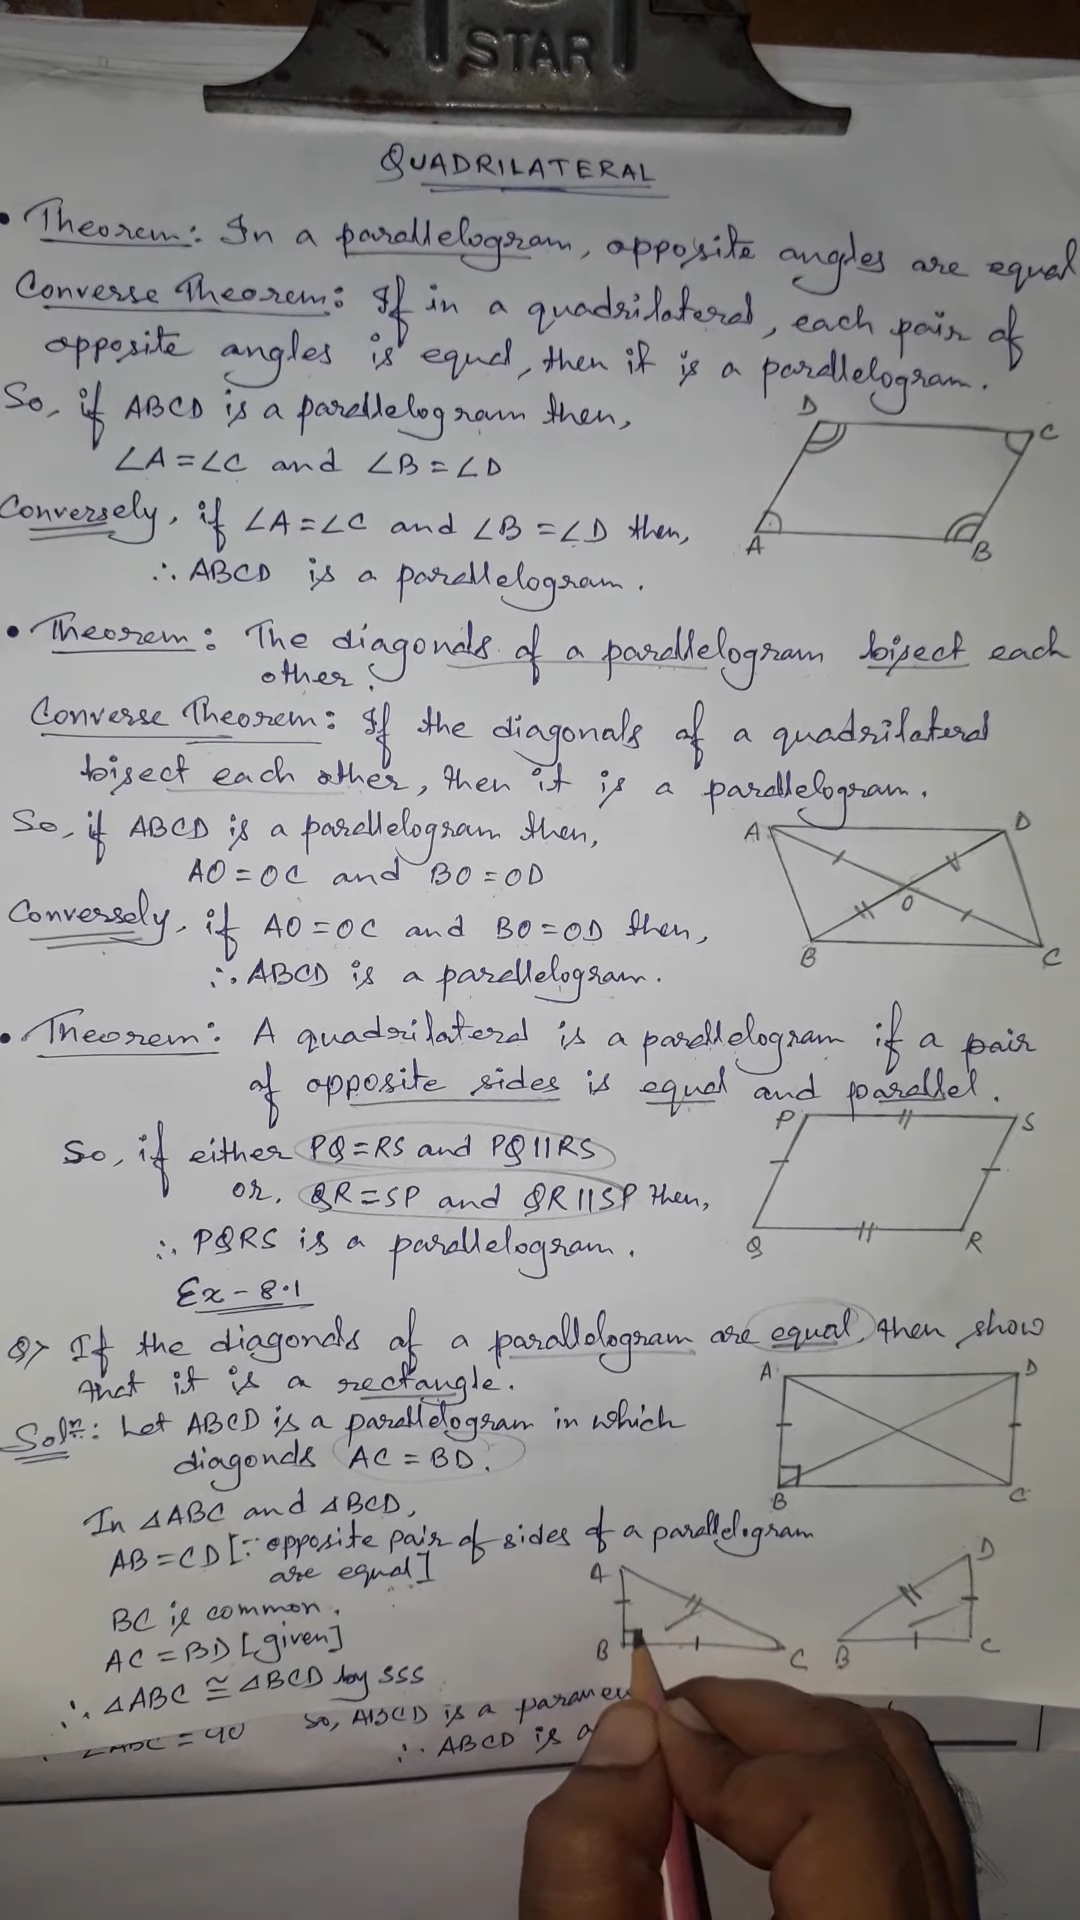 STAR
QUADRILATERAL
• Theorem: In a parallelogram, opposite angles are equal
Converse Theorem: If in a quadrilateral, each pair of
opposite angles is equal, then it is a parallelogram.
So, if ABCD is a parallelogram then,
∠A = ∠C and ∠B = ∠D
Conversely, if ∠A = ∠C and ∠B = ∠D then,
∴ ABCD is a parallelogram.
D
C
A
B
• Theorem: The diagonals of a parallelogram bisect each
other.
Converse Theorem: If the diagonals of a quadrilateral
bisect each other, then it is a parallelogram.
So, if ABCD is a parallelogram then,
AO = OC and BO = OD
Conversely, if AO = OC and BO = OD then,
∴ ABCD is a parallelogram.
A
D
O
B
C
• Theorem: A quadrilateral is a parallelogram if a pair
of opposite sides is equal and parallel.
So, if either PQ = RS and PQ || RS
or, QR = SP and QR || SP then,
∴ PQRS is a parallelogram.
P
S
Q
R
Ex - 8.1
Q> If the diagonals of a parallologram are equal, then show
that it is a rectangle.
Solⁿ: Let ABCD is a parallelogram in which
diagonals AC = BD.
A
D
B
C
In △ABC and △BCD,
AB = CD [∵ opposite pair of sides of a parallelogram
are equal]
BC is common.
AC = BD [given]
∴ △ABC ≅ △BCD by SSS
A
B
C
D
B
C
∠ABC = 90
So, ABCD is a
∴ ABCD is a